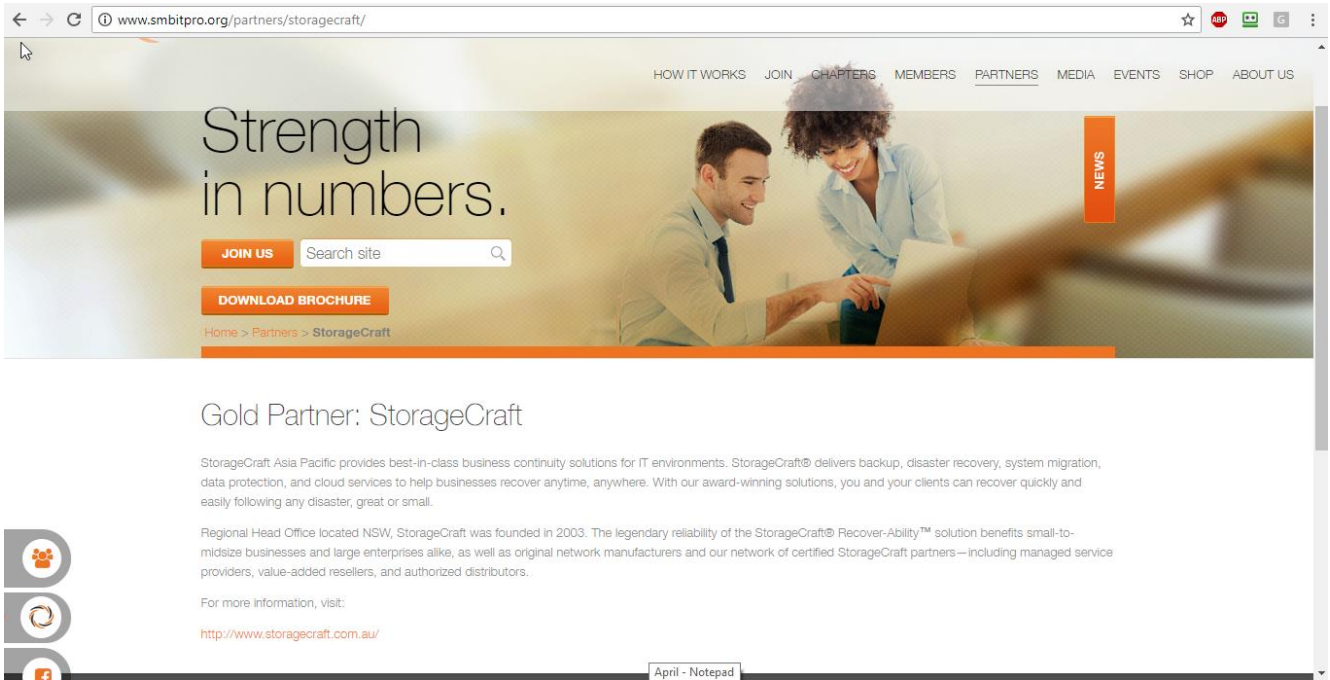 www.smbitpro.org/partners/storagecraft/
ABP
G
HOW IT WORKS JOIN CHAPTERS MEMBERS PARTNERS MEDIA EVENTS SHOP ABOUT US
Strength
in numbers.
NEWS
JOIN US
Search site
DOWNLOAD BROCHURE
Home > Partners > StorageCraft
Gold Partner: StorageCraft
StorageCraft Asia Pacific provides best-in-class business continuity solutions for IT environments. StorageCraft® delivers backup, disaster recovery, system migration,
data protection, and cloud services to help businesses recover anytime, anywhere. With our award-winning solutions, you and your clients can recover quickly and
easily following any disaster, great or small.
Regional Head Office located NSW, StorageCraft was founded in 2003. The legendary reliability of the StorageCraft® Recover-Ability™ solution benefits small-to-
midsize businesses and large enterprises alike, as well as original network manufacturers and our network of certified StorageCraft partners—including managed service
providers, value-added resellers, and authorized distributors.
For more information, visit:
http://www.storagecraft.com.au/
April - Notepad